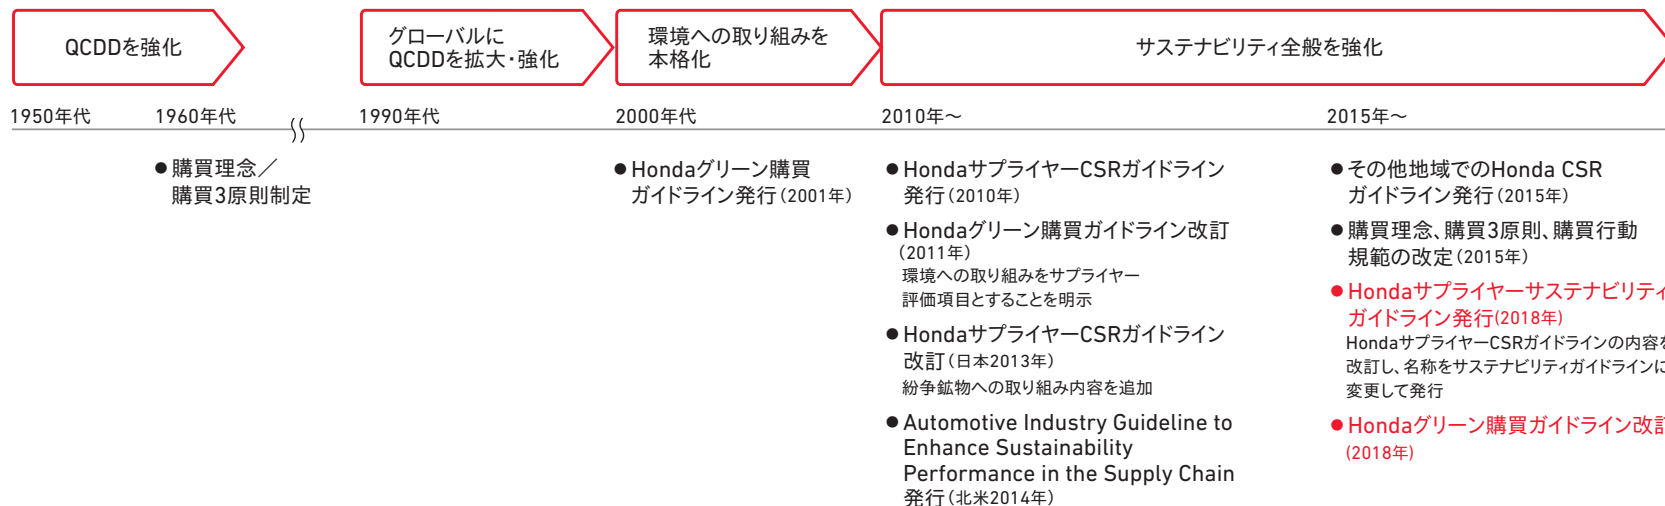 QCDDを強化
グローバルに
QCDDを拡大・強化
環境への取り組みを
本格化
サステナビリティ全般を強化
1950年代
1960年代
1990年代
2000年代
2010年～
2015年～
●購買理念／
購買3原則制定
●Hondaグリーン購買
ガイドライン発行（2001年）
●HondaサプライヤーCSRガイドライン
発行（2010年）
●Hondaグリーン購買ガイドライン改訂
（2011年）
環境への取り組みをサプライヤー
評価項目とすることを明示
●HondaサプライヤーCSRガイドライン
改訂（日本2013年）
紛争鉱物への取り組み内容を追加
●Automotive Industry Guideline to
Enhance Sustainability
Performance in the Supply Chain
発行（北米2014年）
●その他地域でのHonda CSR
ガイドライン発行（2015年）
●購買理念、購買3原則、購買行動
規範の改定（2015年）
●Hondaサプライヤーサステナビリティ
ガイドライン発行(2018年)
HondaサプライヤーCSRガイドラインの内容を
改訂し、名称をサステナビリティガイドラインに
変更して発行
●Hondaグリーン購買ガイドライン改訂
(2018年)